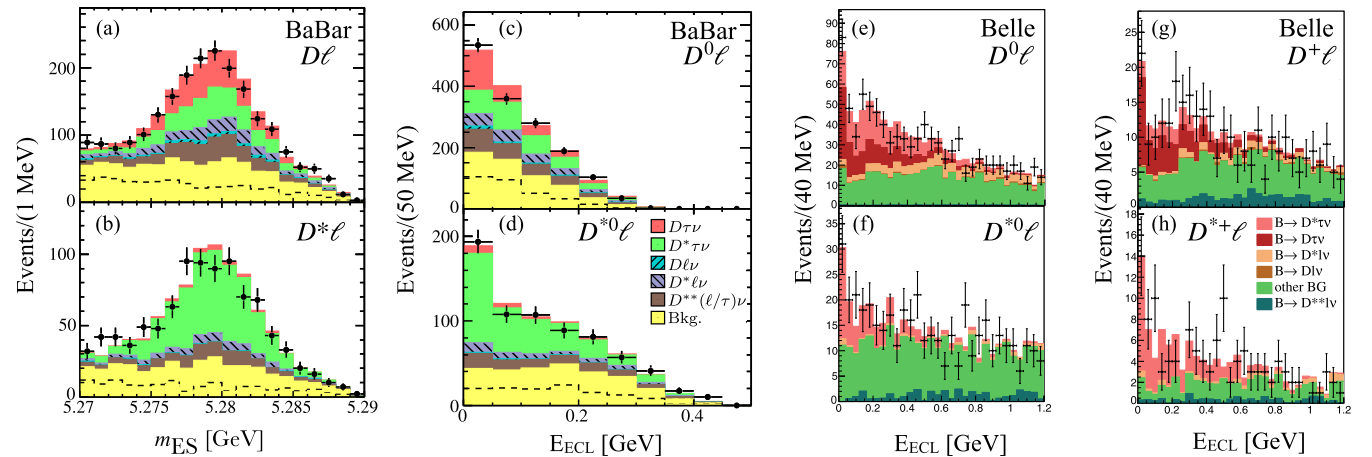 (a) BaBar
Dℓ
Events/(1 MeV)
200
100
0
(b) D*ℓ
100
50
0
5.27 5.275 5.28 5.285 5.29
m_ES [GeV]
(c) BaBar
D⁰ℓ
Events/(50 MeV)
600
400
200
0
(d) D*⁰ℓ
200
100
0
Dτν
D*τν
Dℓν
D*ℓν
D**(ℓ/τ)ν
Bkg.
0 0.2 0.4
E_ECL [GeV]
(e) Belle
D⁰ℓ
Events/(40 MeV)
90
80
70
60
50
40
30
20
10
0
(f) D*⁰ℓ
35
30
25
20
15
10
5
0
0 0.2 0.4 0.6 0.8 1 1.2
E_ECL [GeV]
(g) Belle
D⁺ℓ
Events/(40 MeV)
25
20
15
10
5
0
(h) D*⁺ℓ
18
16
14
12
10
8
6
4
2
0
B→ D*τν
B→ Dτν
B→ D*lν
B→ Dlν
other BG
B→ D**lν
0 0.2 0.4 0.6 0.8 1 1.2
E_ECL [GeV]